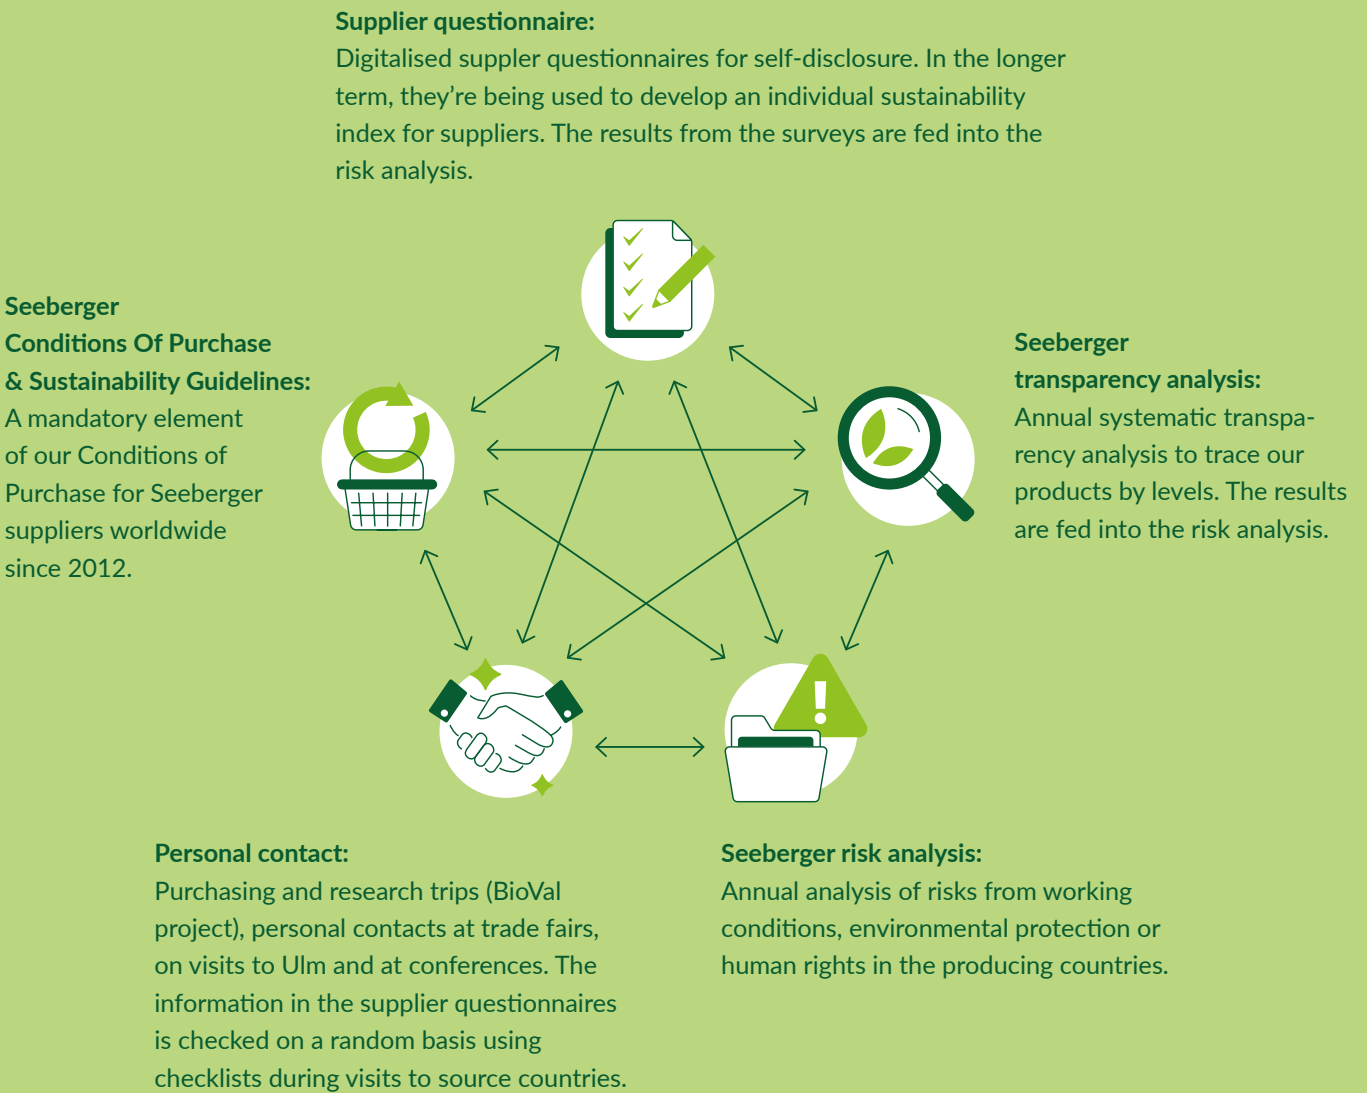 Supplier questionnaire:
Digitalised suppler questionnaires for self-disclosure. In the longer
term, they're being used to develop an individual sustainability
index for suppliers. The results from the surveys are fed into the
risk analysis.
Seeberger
Conditions Of Purchase
& Sustainability Guidelines:
A mandatory element
of our Conditions of
Purchase for Seeberger
suppliers worldwide
since 2012.
Seeberger
transparency analysis:
Annual systematic transpa-
rency analysis to trace our
products by levels. The results
are fed into the risk analysis.
Personal contact:
Purchasing and research trips (BioVal
project), personal contacts at trade fairs,
on visits to Ulm and at conferences. The
information in the supplier questionnaires
is checked on a random basis using
checklists during visits to source countries.
Seeberger risk analysis:
Annual analysis of risks from working
conditions, environmental protection or
human rights in the producing countries.